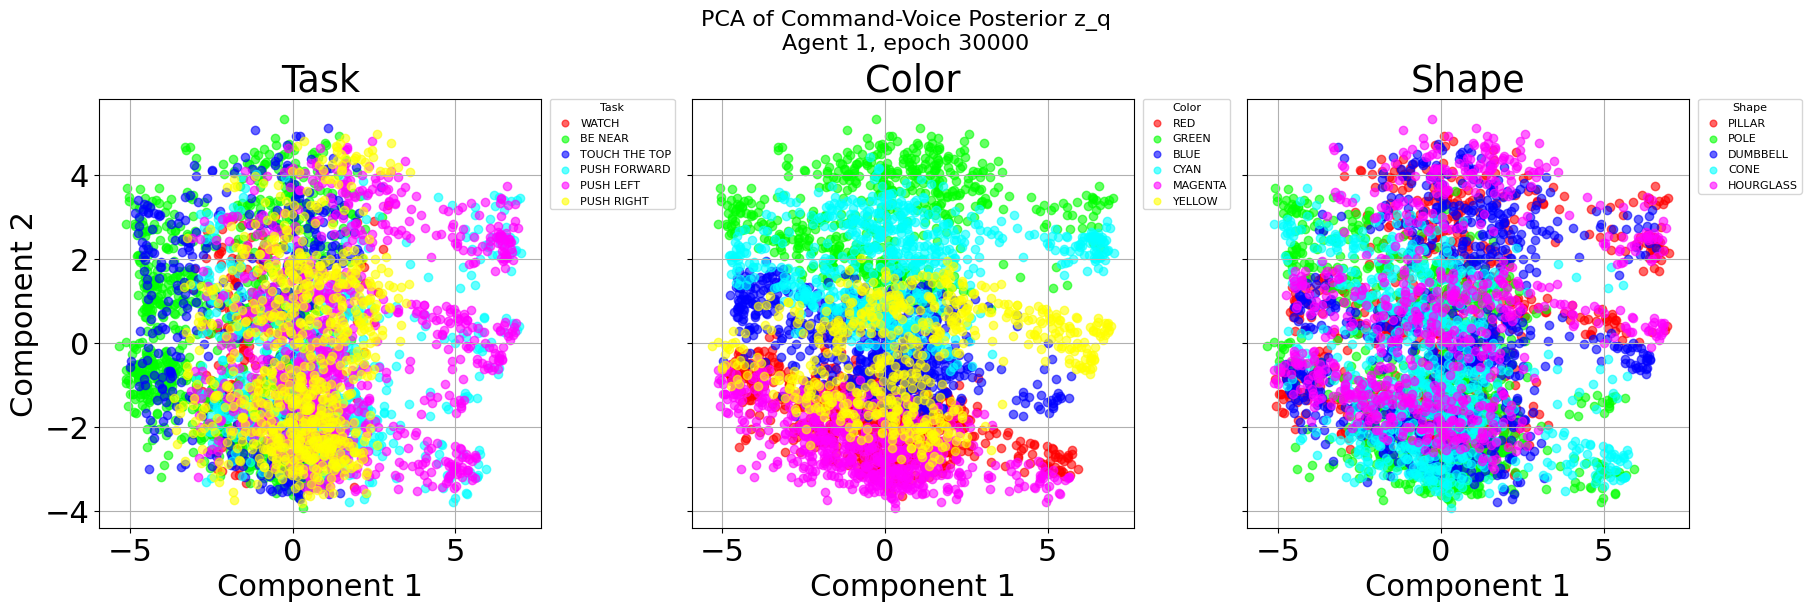 PCA of Command-Voice Posterior z_q
Agent 1, epoch 30000
Task
Component 2
4
2
0
−2
−4
−5
0
5
Component 1
Task
WATCH
BE NEAR
TOUCH THE TOP
PUSH FORWARD
PUSH LEFT
PUSH RIGHT
Color
−5
0
5
Component 1
Color
RED
GREEN
BLUE
CYAN
MAGENTA
YELLOW
Shape
−5
0
5
Component 1
Shape
PILLAR
POLE
DUMBBELL
CONE
HOURGLASS